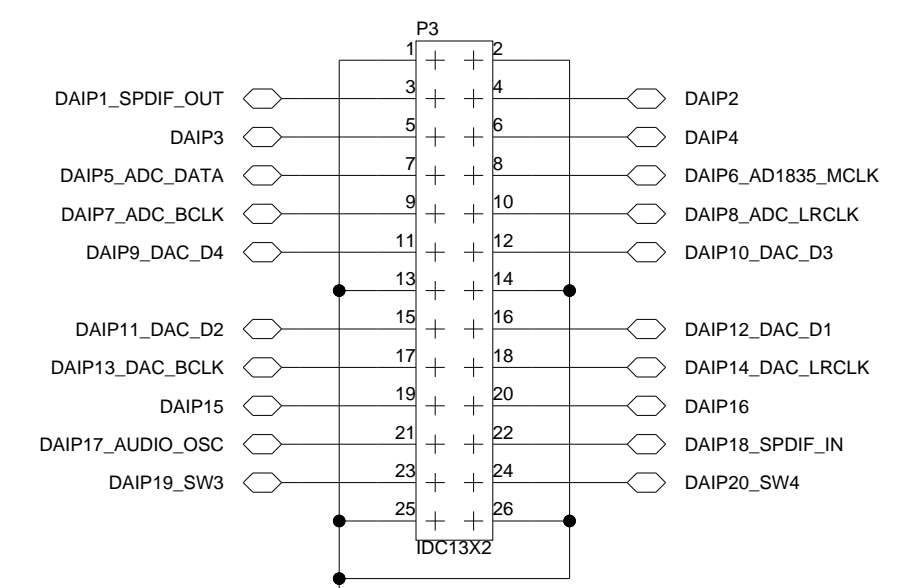 P3
1 2
DAIP1_SPDIF_OUT 3 4 DAIP2
DAIP3 5 6 DAIP4
DAIP5_ADC_DATA 7 8 DAIP6_AD1835_MCLK
DAIP7_ADC_BCLK 9 10 DAIP8_ADC_LRCLK
DAIP9_DAC_D4 11 12 DAIP10_DAC_D3
13 14
DAIP11_DAC_D2 15 16 DAIP12_DAC_D1
DAIP13_DAC_BCLK 17 18 DAIP14_DAC_LRCLK
DAIP15 19 20 DAIP16
DAIP17_AUDIO_OSC 21 22 DAIP18_SPDIF_IN
DAIP19_SW3 23 24 DAIP20_SW4
25 26
IDC13X2